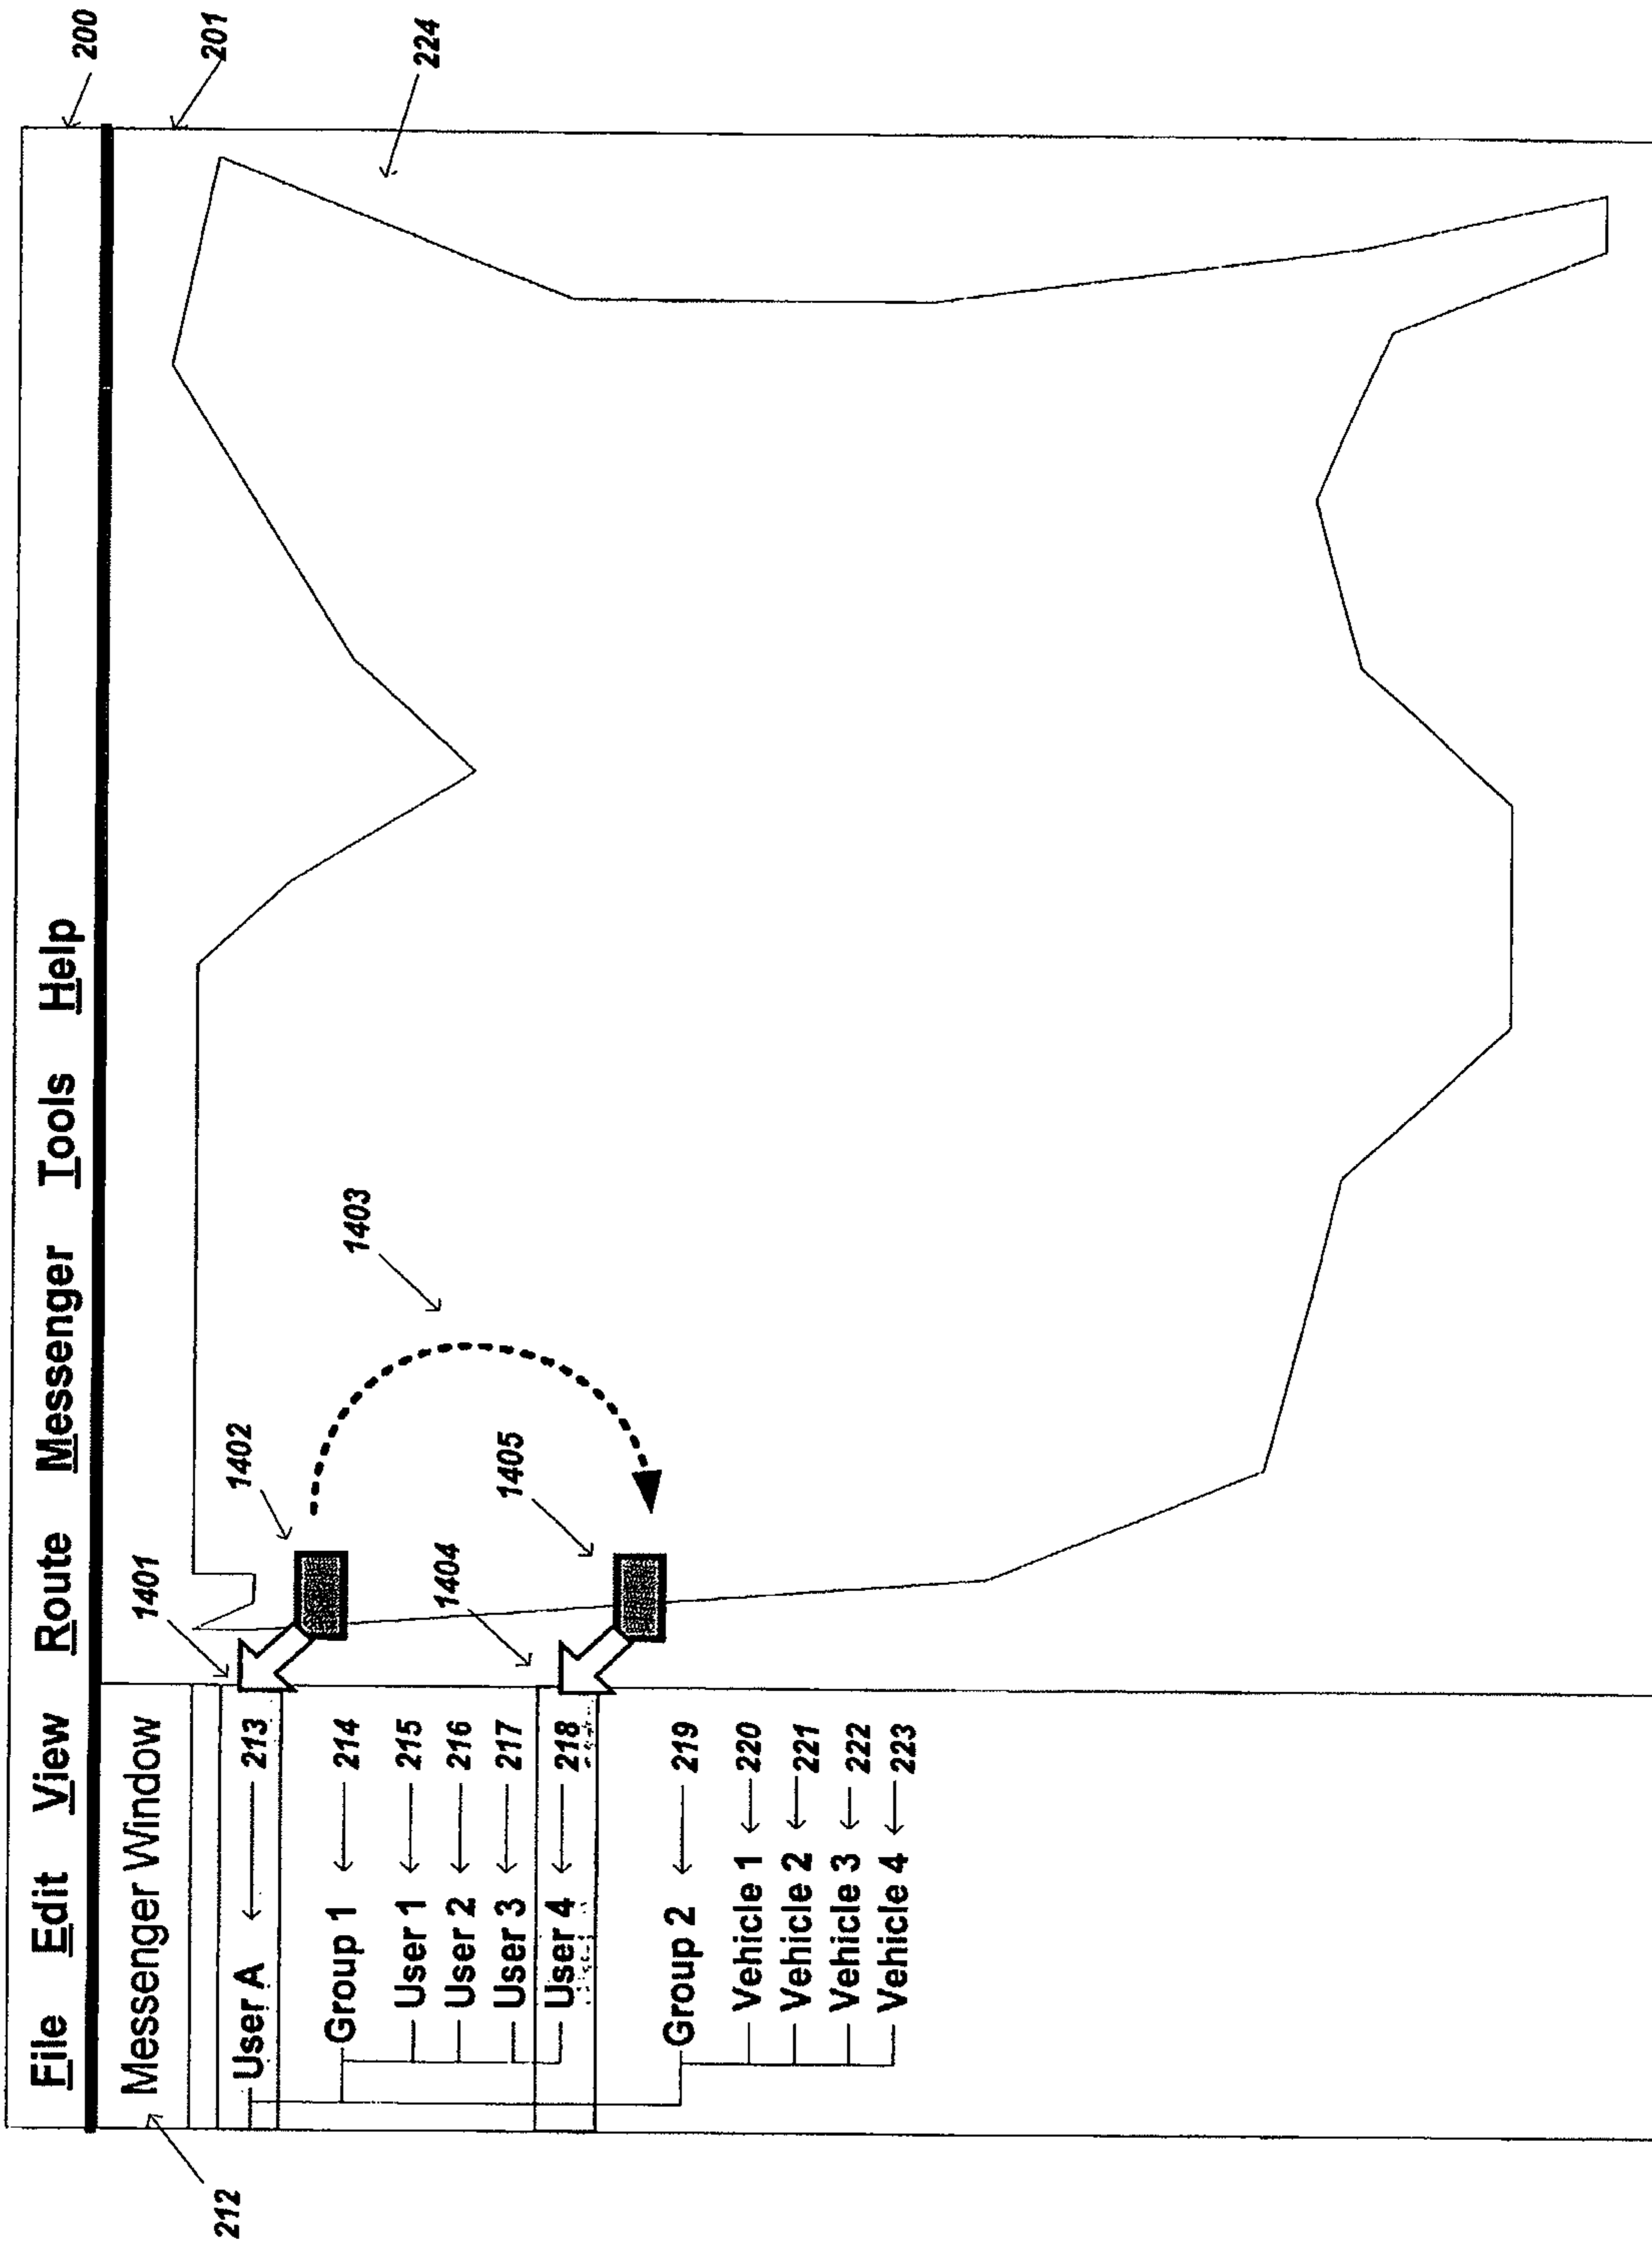 File Edit View Route Messenger Tools Help
200
201
224
212
Messenger Window
1401
1402
1403
User A 213
Group 1 214
User 1 215
User 2 216
User 3 217
User 4 218
1404
1405
Group 2 219
Vehicle 1 220
Vehicle 2 221
Vehicle 3 222
Vehicle 4 223